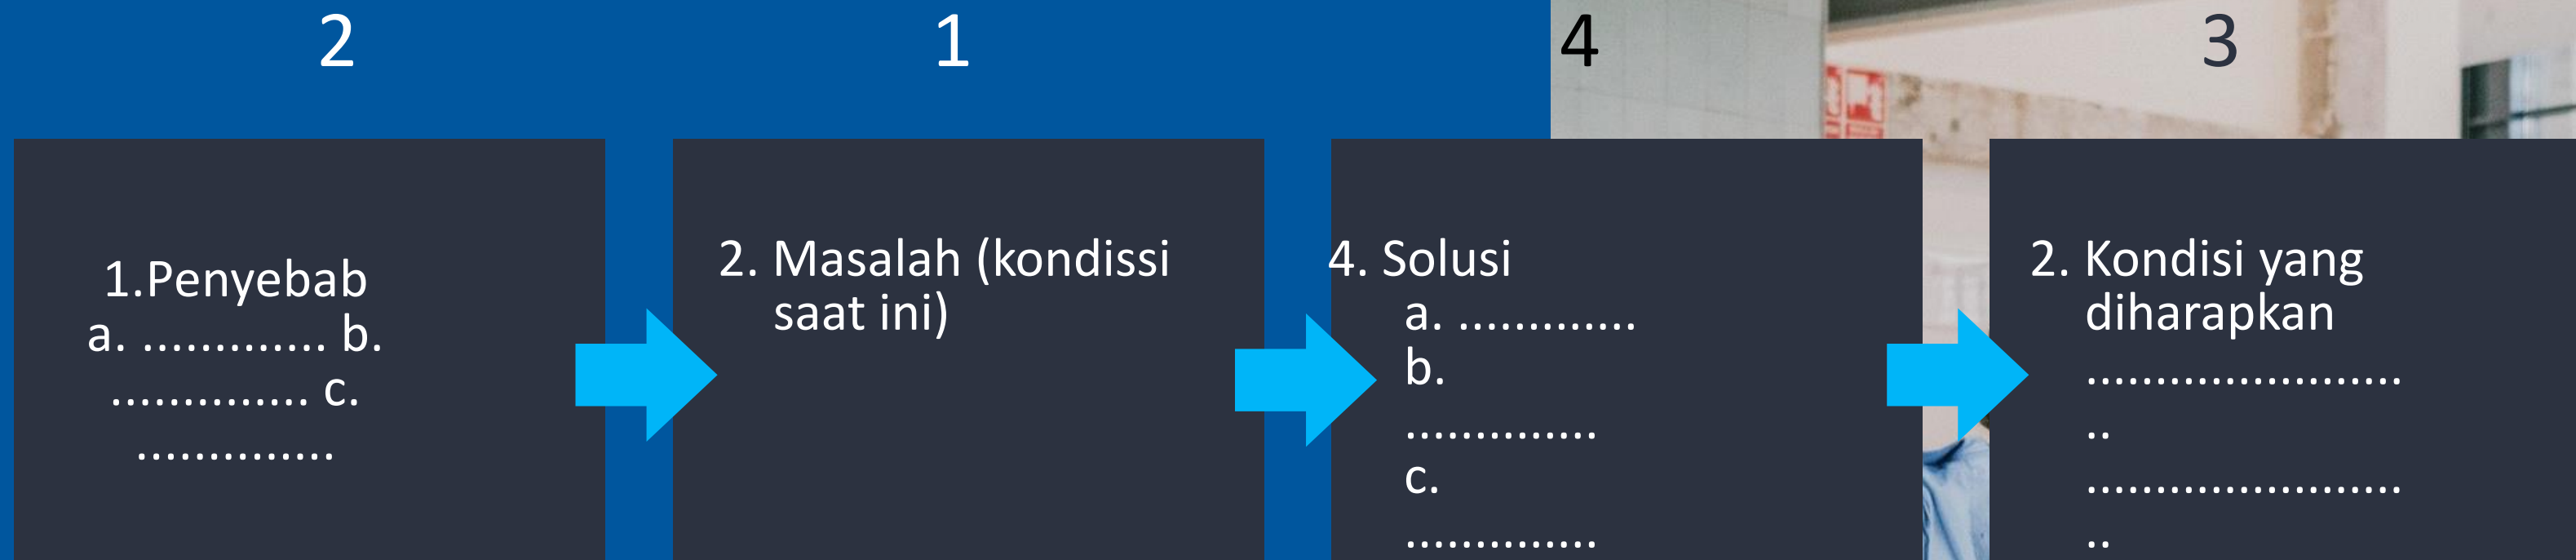 2
1
4
3
1.Penyebab
a. ............. b.
.............. c.
..............
2. Masalah (kondissi
saat ini)
4. Solusi
a. .............
b.
..............
c.
..............
2. Kondisi yang
diharapkan
.......................
..
.......................
..